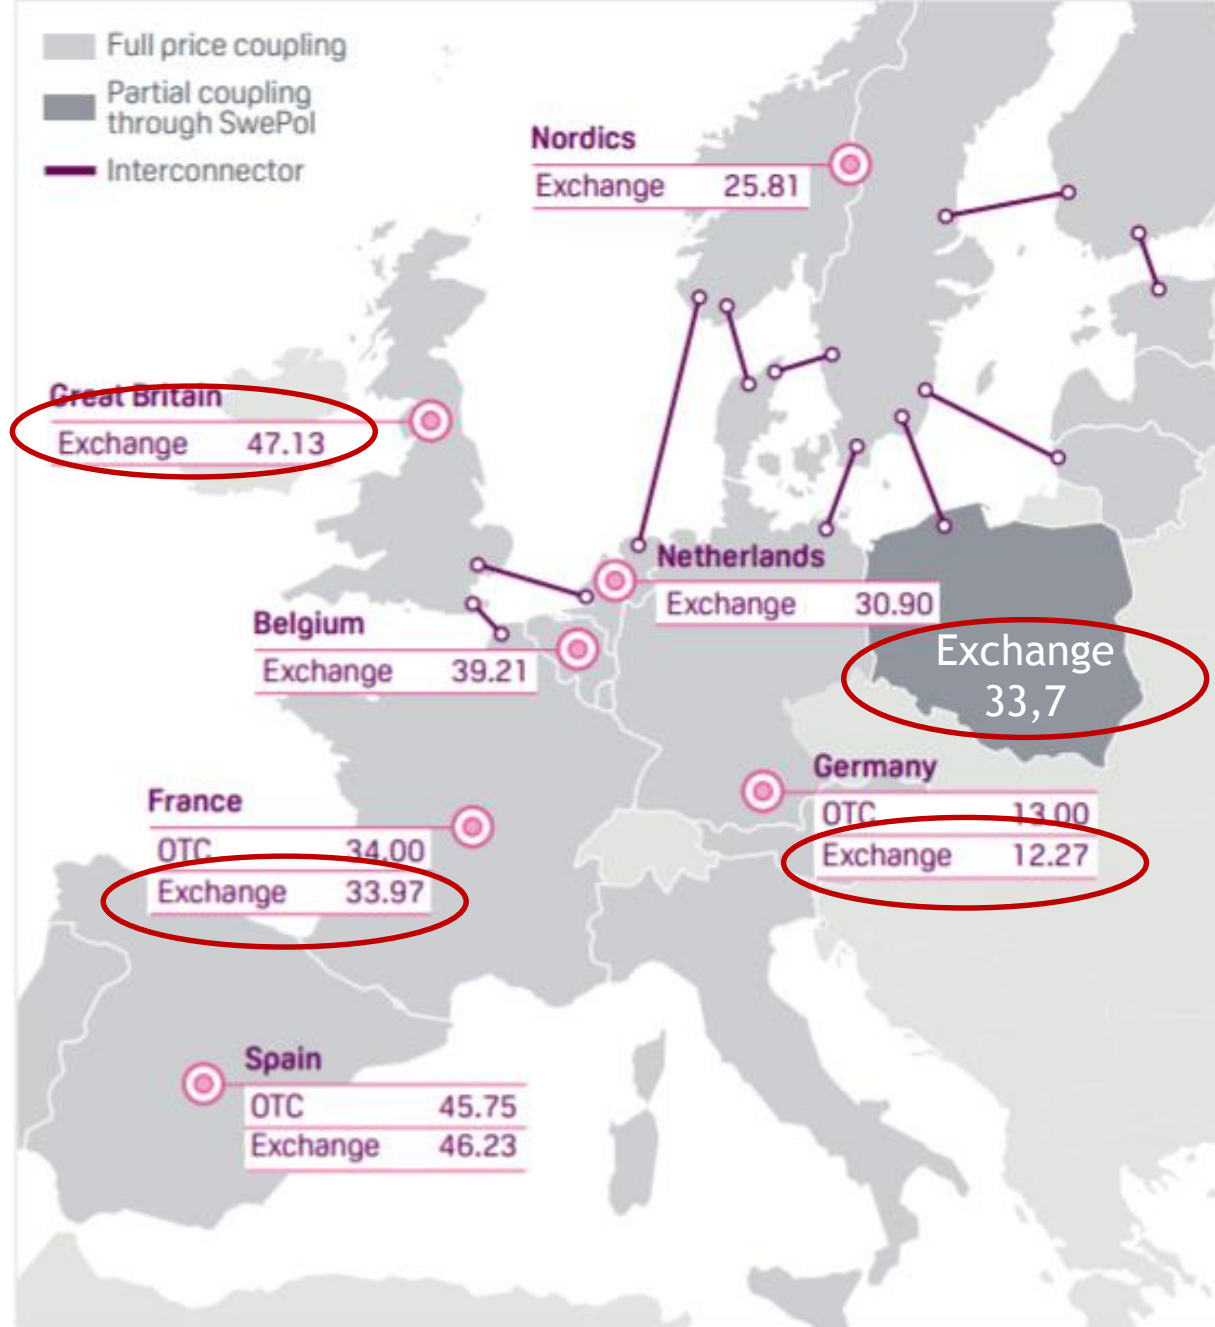 Full price coupling
Partial coupling
through SwePol
Interconnector
Nordics
Exchange 25.81
Great Britain
Exchange 47.13
Netherlands
Exchange 30.90
Belgium
Exchange 39.21
Exchange
33,7
Germany
OTC 13.00
Exchange 12.27
France
OTC 34.00
Exchange 33.97
Spain
OTC 45.75
Exchange 46.23